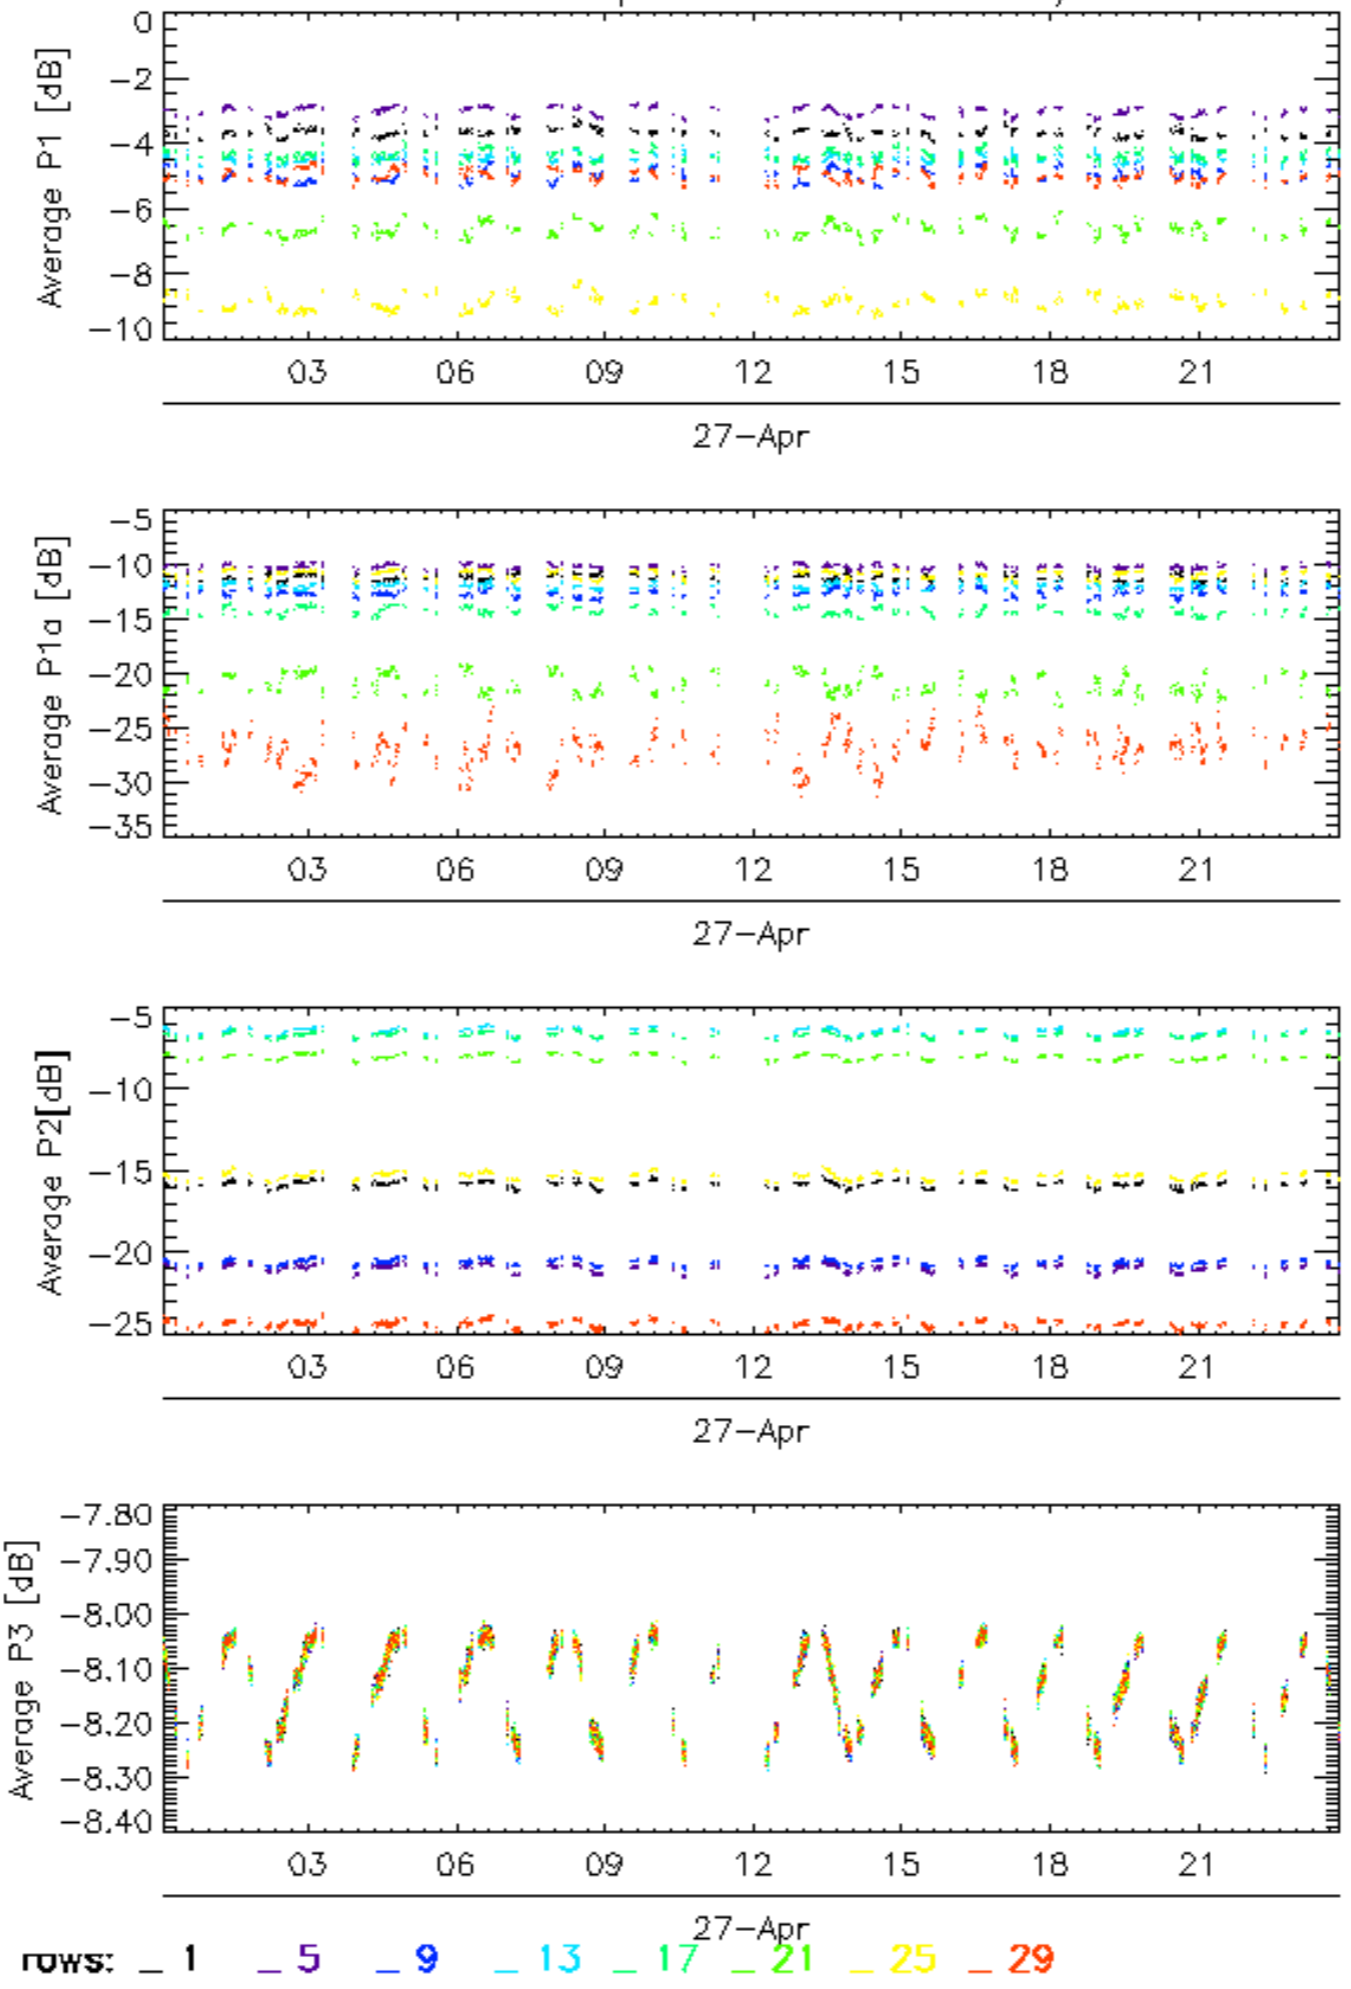 Average P1 [dB]
0
−2
−4
−6
−8
−10
03 06 09 12 15 18 21
27−Apr
Average P1a [dB]
−5
−10
−15
−20
−25
−30
−35
03 06 09 12 15 18 21
27−Apr
Average P2[dB]
−5
−10
−15
−20
−25
03 06 09 12 15 18 21
27−Apr
Average P3 [dB]
−7.80
−7.90
−8.00
−8.10
−8.20
−8.30
−8.40
03 06 09 12 15 18 21
27−Apr
rows: _ 1 _ 5 _ 9 _ 13 _ 17 _ 21 _ 25 _ 29